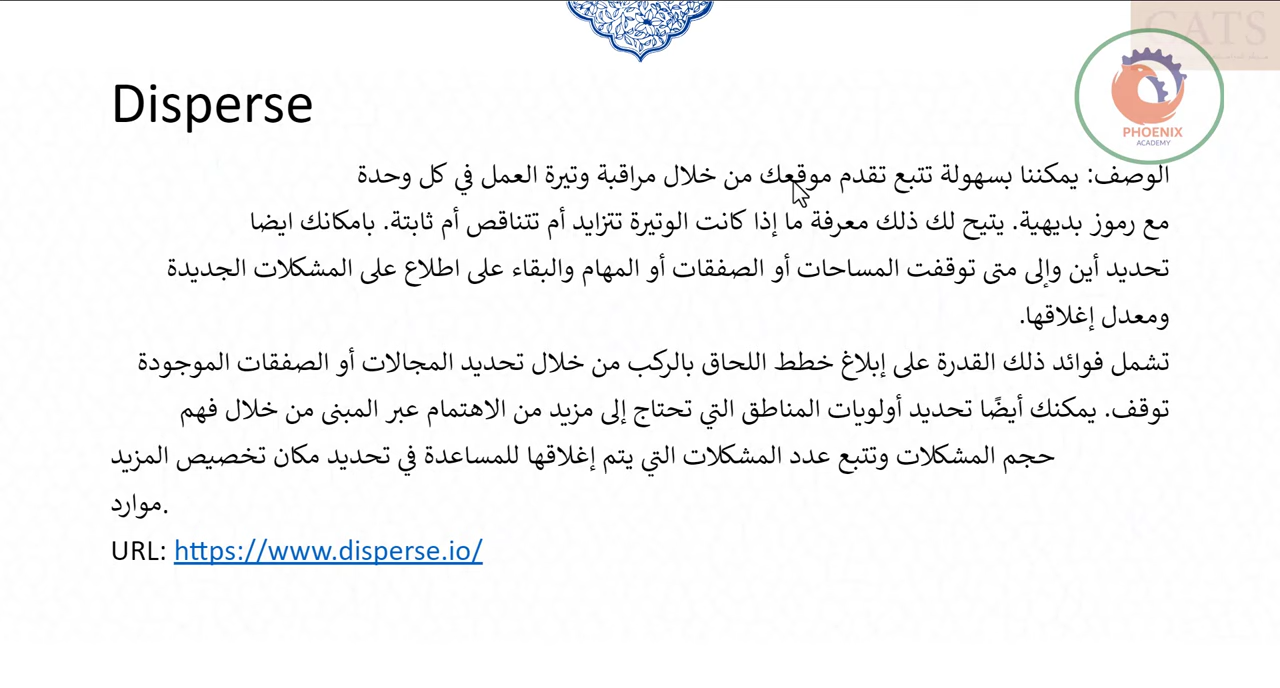 CATS
Disperse
PHOENIX
ACADEMY
الوصف: يمكننا بسهولة تتبع تقدم موقعك من خلال مراقبة وتيرة العمل في كل وحدة
مع رموز بديهية. يتيح لك ذلك معرفة ما إذا كانت الوتيرة تتزايد أم تتناقص أم ثابتة. بامكانك ايضا
تحديد أين وإلى متى توقفت المساحات أو الصفقات أو المهام والبقاء على اطلاع على المشكلات الجديدة
ومعدل إغلاقها.
تشمل فوائد ذلك القدرة على إبلاغ خطط اللحاق بالركب من خلال تحديد المجالات أو الصفقات الموجودة
توقف. يمكنك أيضًا تحديد أولويات المناطق التي تحتاج إلى مزيد من الاهتمام عبر المبنى من خلال فهم
حجم المشكلات وتتبع عدد المشكلات التي يتم إغلاقها للمساعدة في تحديد مكان تخصيص المزيد
موارد.
URL: https://www.disperse.io/